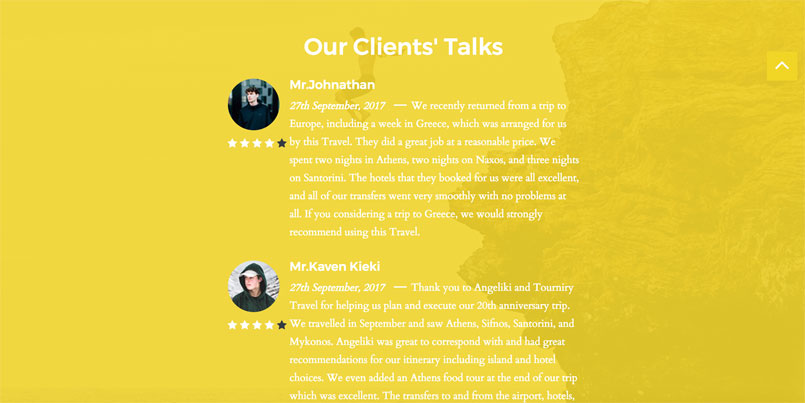 Our Clients' Talks
Mr.Johnathan
27th September, 2017 — We recently returned from a trip to
Europe, including a week in Greece, which was arranged for us
by this Travel. They did a great job at a reasonable price. We
spent two nights in Athens, two nights on Naxos, and three nights
on Santorini. The hotels that they booked for us were all excellent,
and all of our transfers went very smoothly with no problems at
all. If you considering a trip to Greece, we would strongly
recommend using this Travel.
Mr.Kaven Kieki
27th September, 2017 — Thank you to Angeliki and Tournity
Travel for helping us plan and execute our 20th anniversary trip.
We travelled in September and saw Athens, Sifnos, Santorini, and
Mykonos. Angeliki was great to correspond with and had great
recommendations for our itinerary including island and hotel
choices. We even added an Athens food tour at the end of our trip
which was excellent. The transfers to and from the airport, hotels,